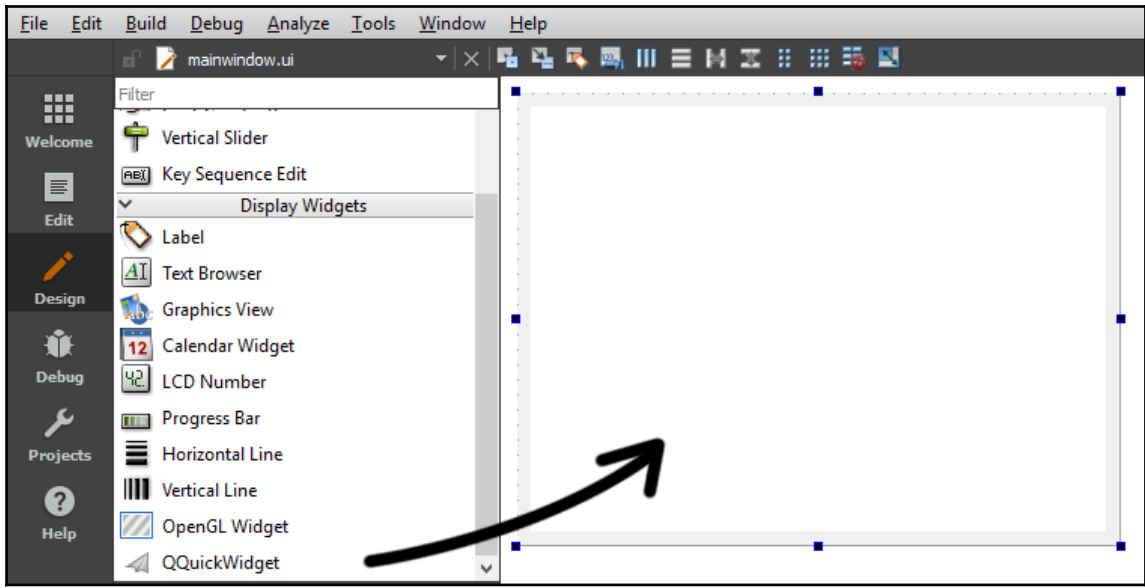 File Edit Build Debug Analyze Tools Window Help
mainwindow.ui
Filter
Welcome
Edit
Design
Debug
Projects
Help
Vertical Slider
Key Sequence Edit
Display Widgets
Label
Text Browser
Graphics View
Calendar Widget
LCD Number
Progress Bar
Horizontal Line
Vertical Line
OpenGL Widget
QQuickWidget